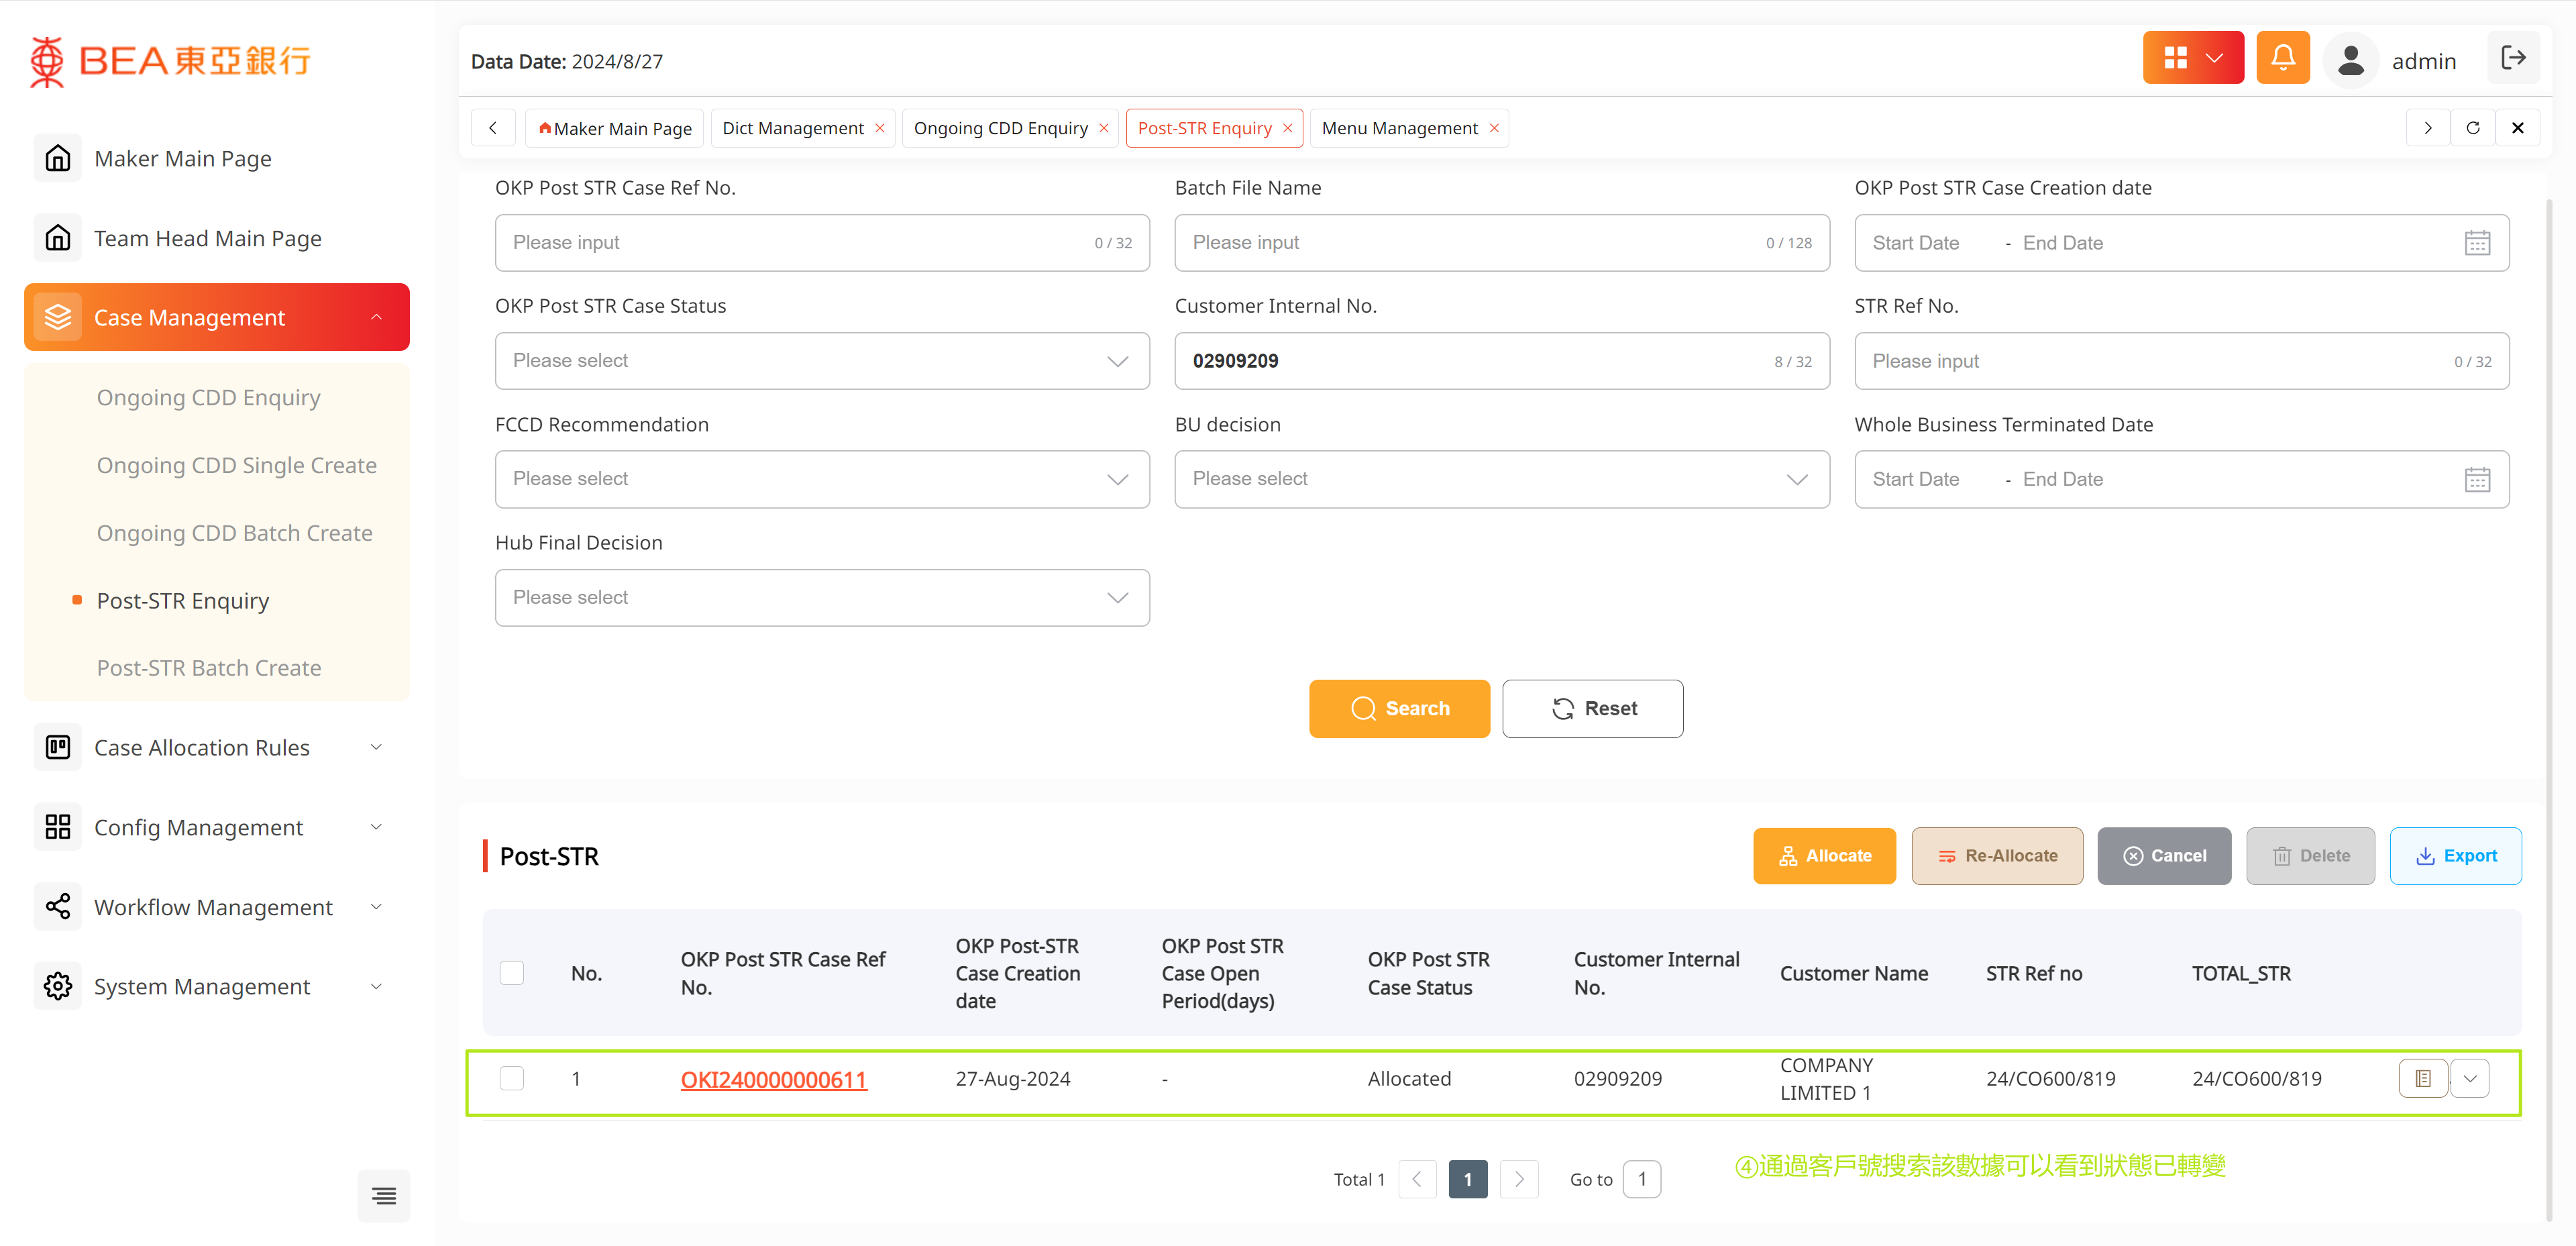 BEA東亞銀行
Data Date: 2024/8/27
admin
Maker Main Page
Dict Management
Ongoing CDD Enquiry
Post-STR Enquiry
Menu Management
Maker Main Page
Team Head Main Page
Case Management
Ongoing CDD Enquiry
Ongoing CDD Single Create
Ongoing CDD Batch Create
Post-STR Enquiry
Post-STR Batch Create
Case Allocation Rules
Config Management
Workflow Management
System Management
OKP Post STR Case Ref No.
Please input 0 / 32
Batch File Name
Please input 0 / 128
OKP Post STR Case Creation date
Start Date - End Date
OKP Post STR Case Status
Please select
Customer Internal No.
02909209 8 / 32
STR Ref No.
Please input 0 / 32
FCCD Recommendation
Please select
BU decision
Please select
Whole Business Terminated Date
Start Date - End Date
Hub Final Decision
Please select
Search
Reset
Post-STR
Allocate
Re-Allocate
Cancel
Delete
Export
No.
OKP Post STR Case Ref
No.
OKP Post-STR
Case Creation
date
OKP Post STR
Case Open
Period(days)
OKP Post STR
Case Status
Customer Internal
No.
Customer Name
STR Ref no
TOTAL_STR
1
OKI240000000611
27-Aug-2024
-
Allocated
02909209
COMPANY
LIMITED 1
24/CO600/819
24/CO600/819
Total 1
1
Go to 1
④通過客戶號搜索該數據可以看到狀態已轉變